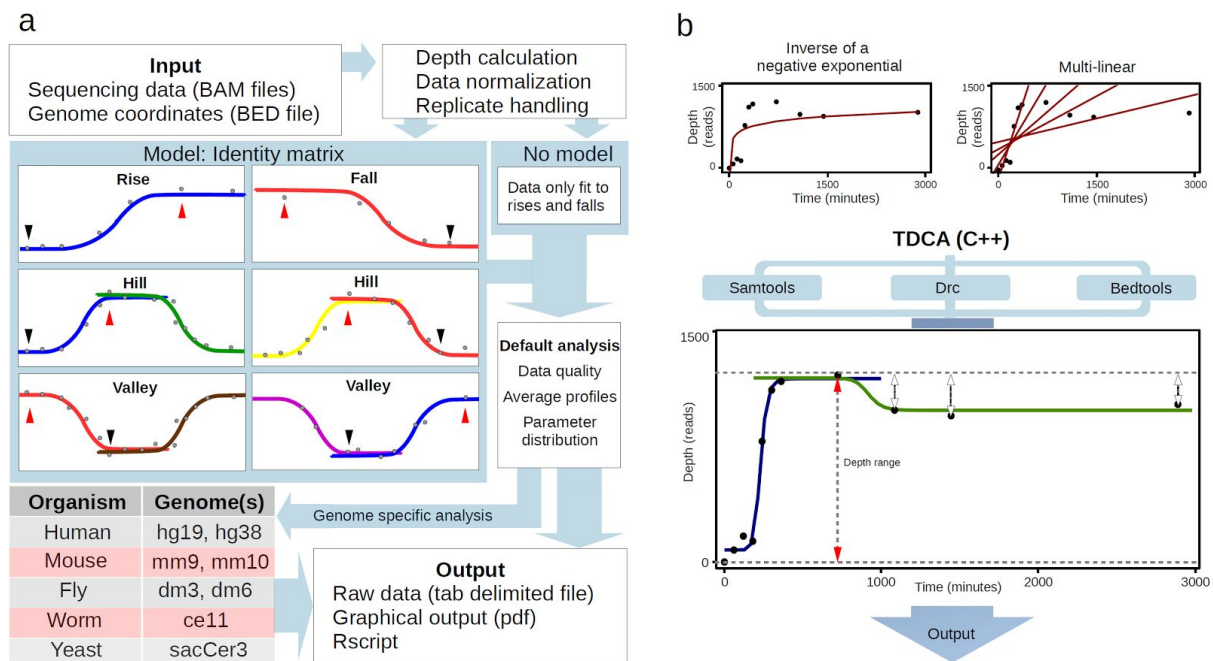 a
Input
Sequencing data (BAM files)
Genome coordinates (BED file)
Depth calculation
Data normalization
Replicate handling
Model: Identity matrix
Rise
Fall
Hill
Hill
Valley
Valley
No model
Data only fit to
rises and falls
Default analysis
Data quality
Average profiles
Parameter
distribution
Genome specific analysis
Organism Genome(s)
Human hg19, hg38
Mouse mm9, mm10
Fly dm3, dm6
Worm ce11
Yeast sacCer3
Output
Raw data (tab delimited file)
Graphical output (pdf)
Rscript
b
Inverse of a
negative exponential
1500
Depth
(reads)
0
0 1500 3000
Time (minutes)
Multi-linear
1500
Depth
(reads)
0
0 1500 3000
Time (minutes)
TDCA (C++)
Samtools
Drc
Bedtools
1500
Depth (reads)
0
Depth range
0 1000 2000 3000
Time (minutes)
Output